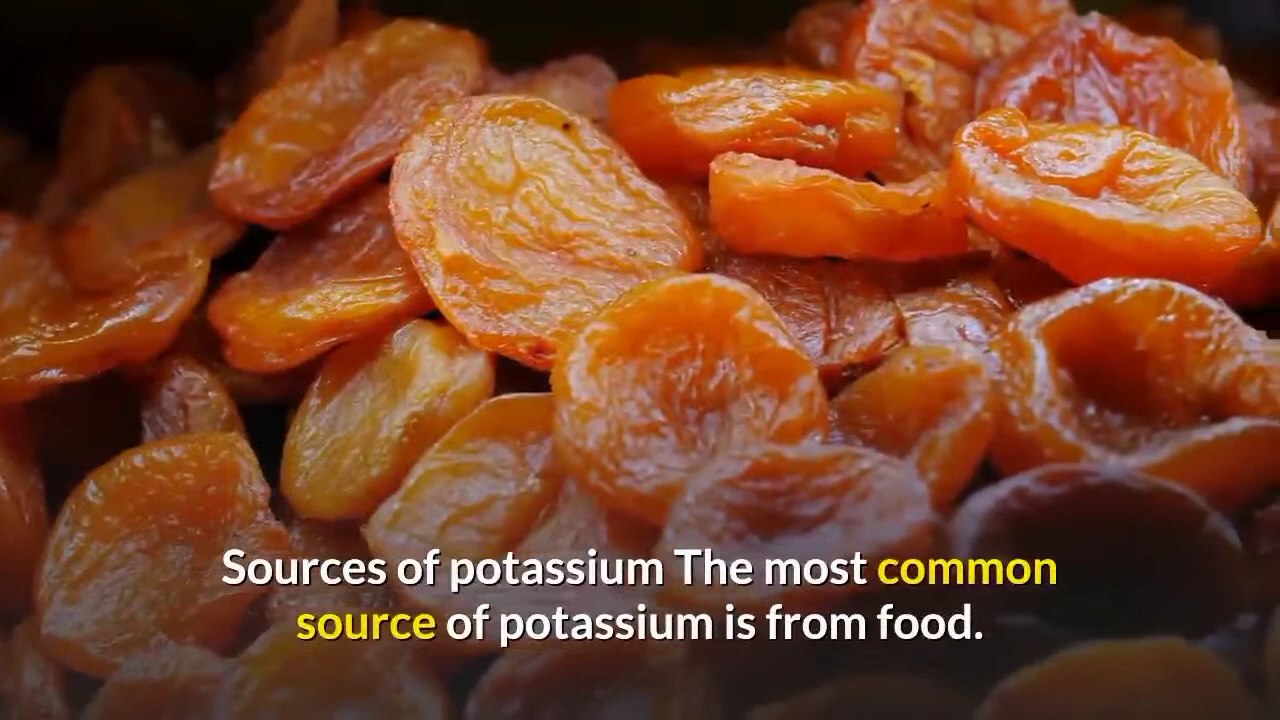 Sources of potassium The most common
source of potassium is from food.